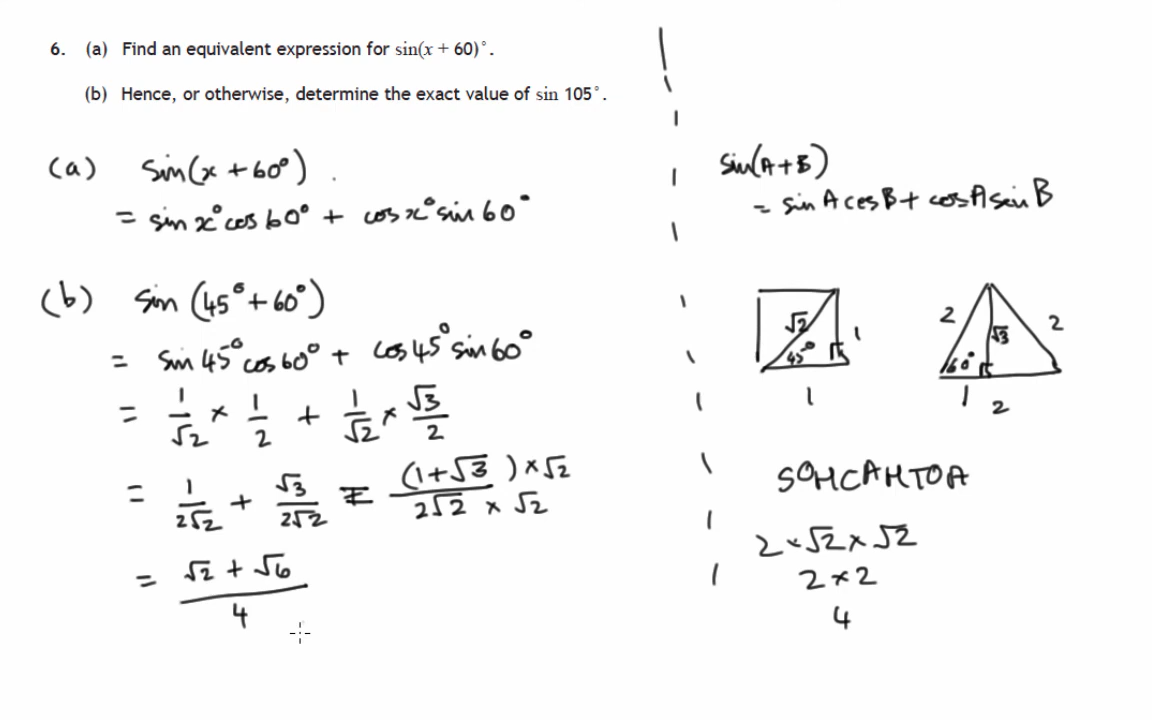 6. (a) Find an equivalent expression for sin(x + 60)°.
(b) Hence, or otherwise, determine the exact value of sin 105°.
(a) sin(x + 60°).
= sin x° cos 60° + cos x° sin 60°
(b) sin (45° + 60°)
= sin 45° cos 60° + cos 45° sin 60°
= 1/√2 × 1/2 + 1/√2 × √3/2
= 1/2√2 + √3/2√2 = (1+√3) × √2 / 2√2 × √2
= √2 + √6 / 4
sin(A+B)
= sin A cos B + cos A sin B
√2 45° 1 1
2 √3 2 60° 1 2
SOHCAHTOA
2 × √2 × √2
2 × 2
4